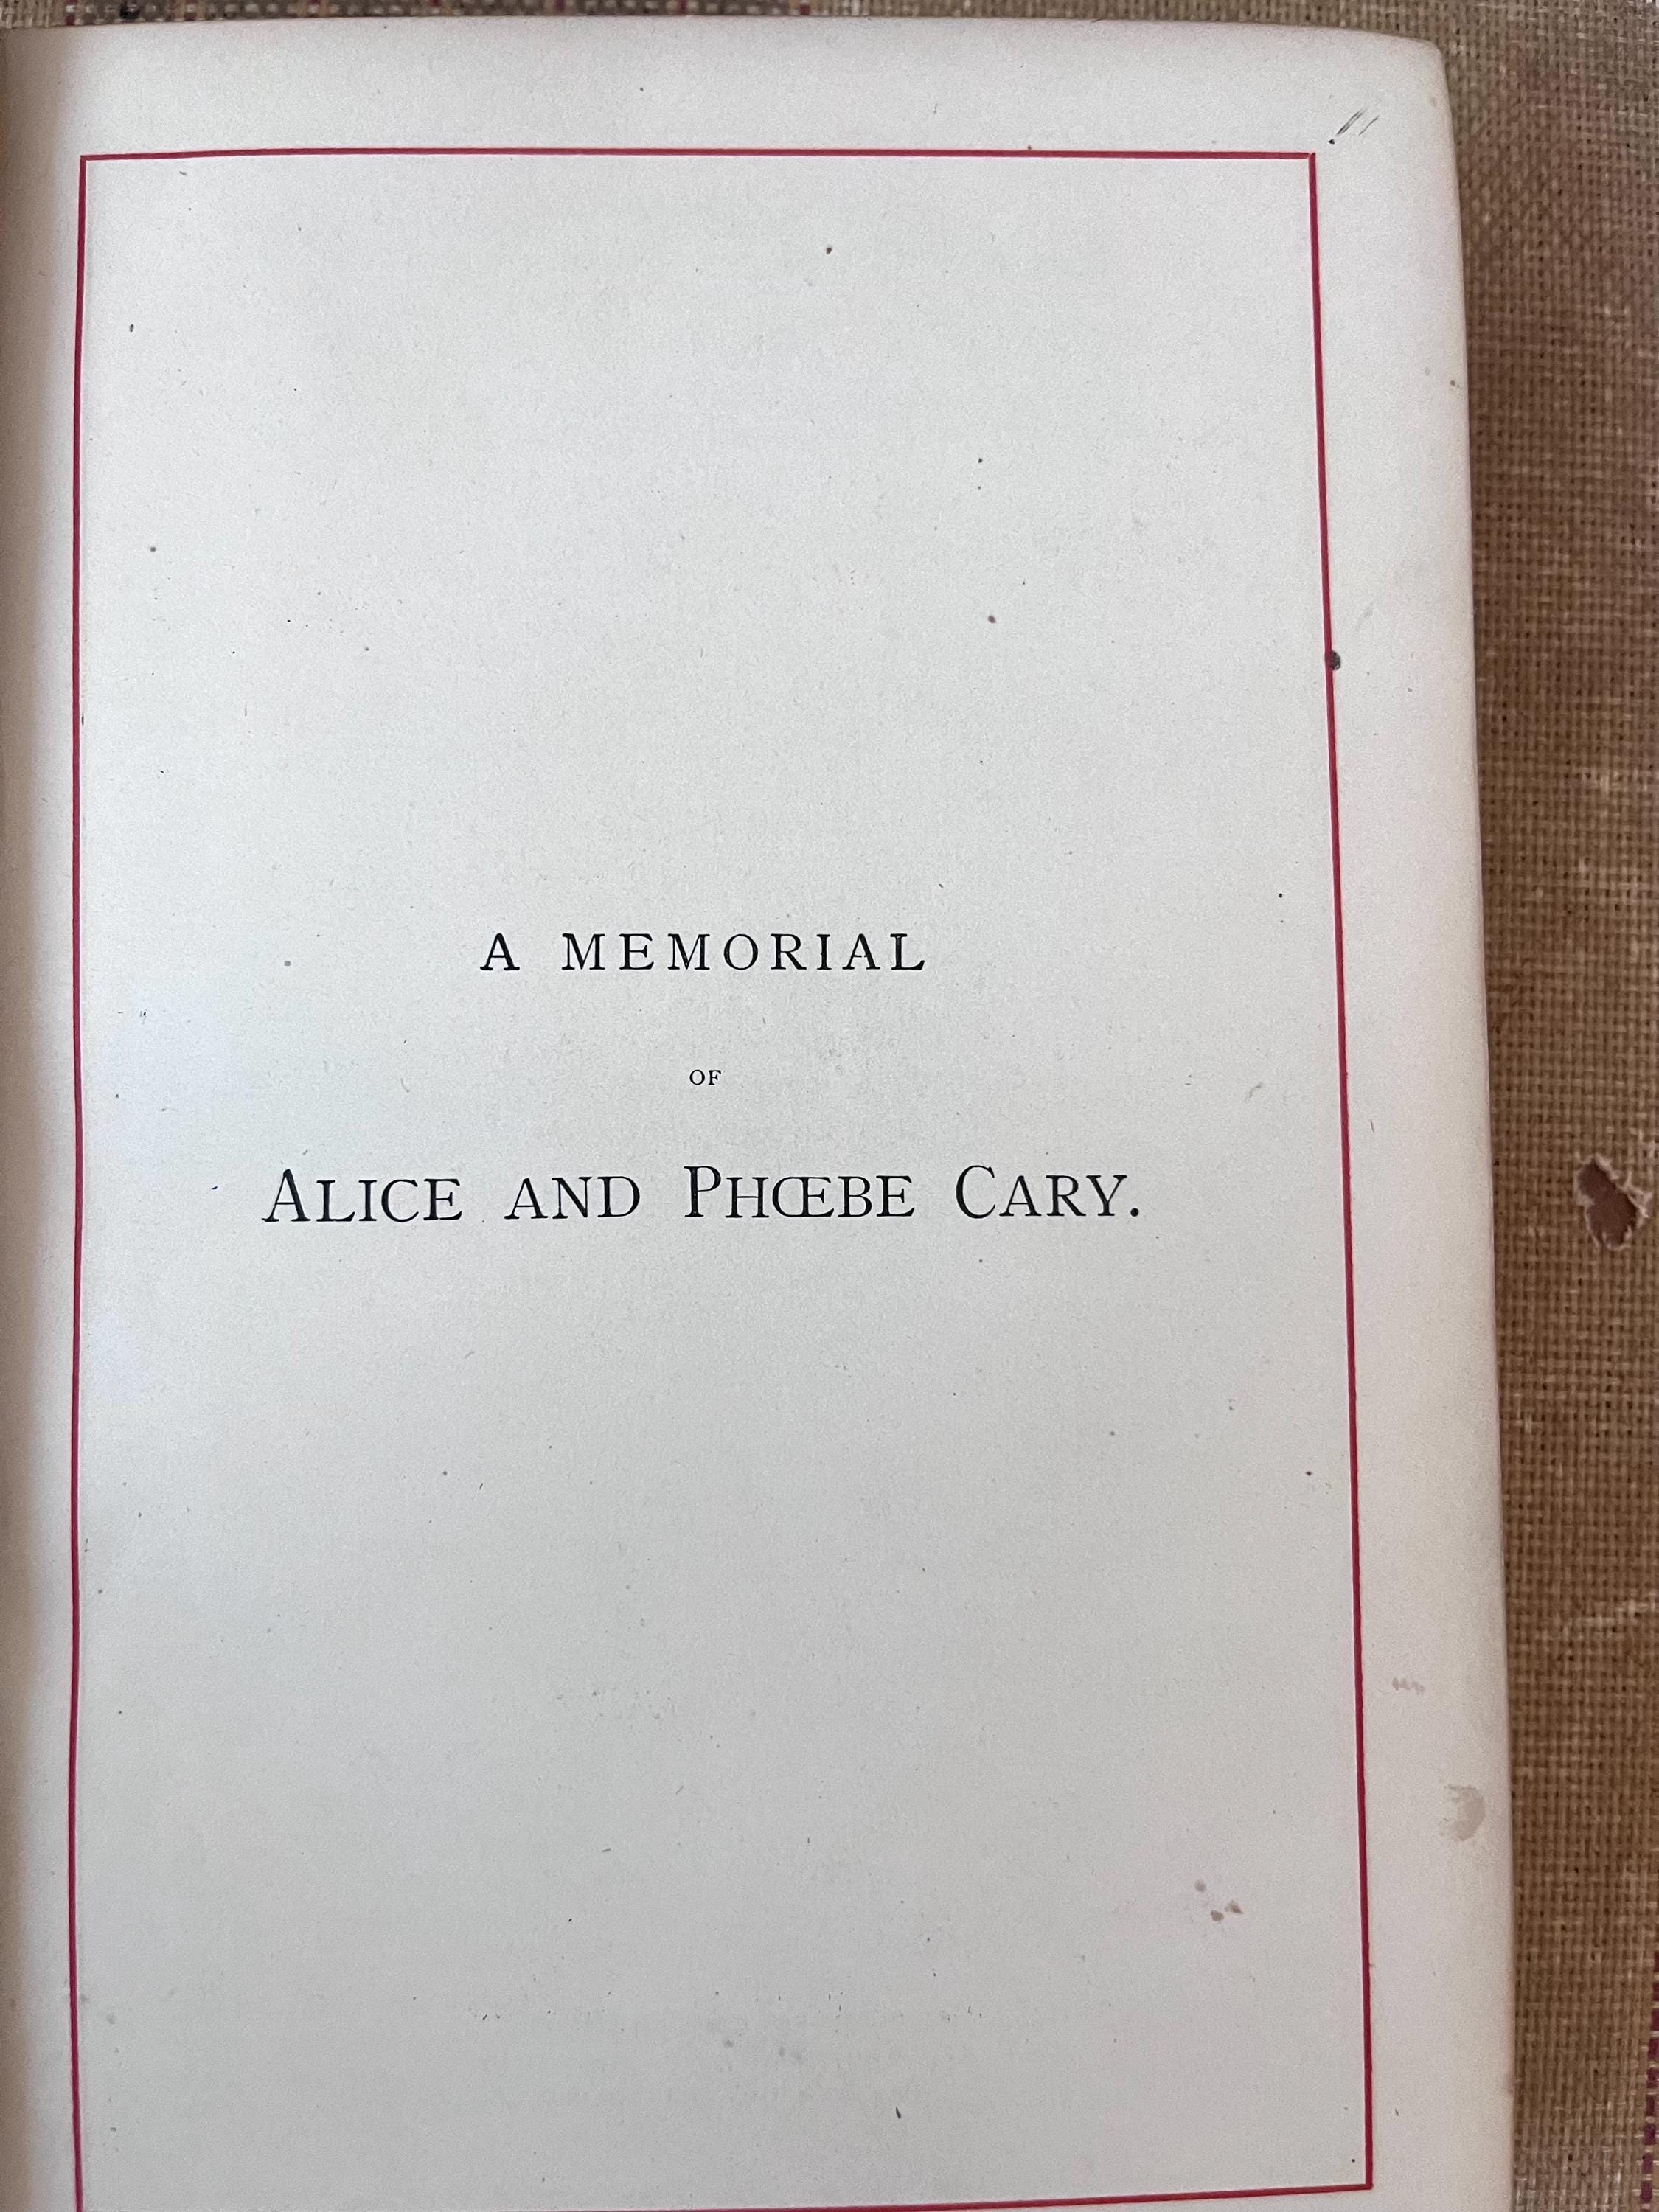 A MEMORIAL
OF
ALICE AND PHŒBE CARY.